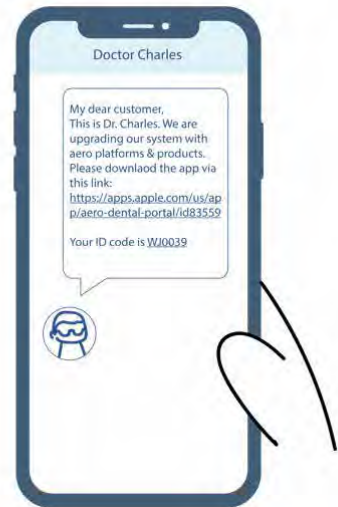 Doctor Charles
My dear customer,
This is Dr. Charles. We are
upgrading our system with
aero platforms & products.
Please downlaod the app via
this link:
https://apps.apple.com/us/ap
p/aero-dental-portal/id83559
Your ID code is WJ0039